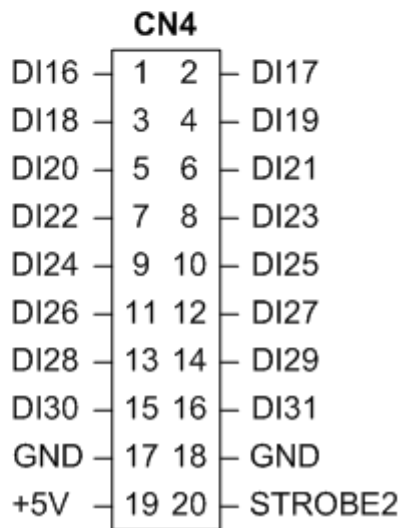 CN4
DI16 1 2 DI17
DI18 3 4 DI19
DI20 5 6 DI21
DI22 7 8 DI23
DI24 9 10 DI25
DI26 11 12 DI27
DI28 13 14 DI29
DI30 15 16 DI31
GND 17 18 GND
+5V 19 20 STROBE2